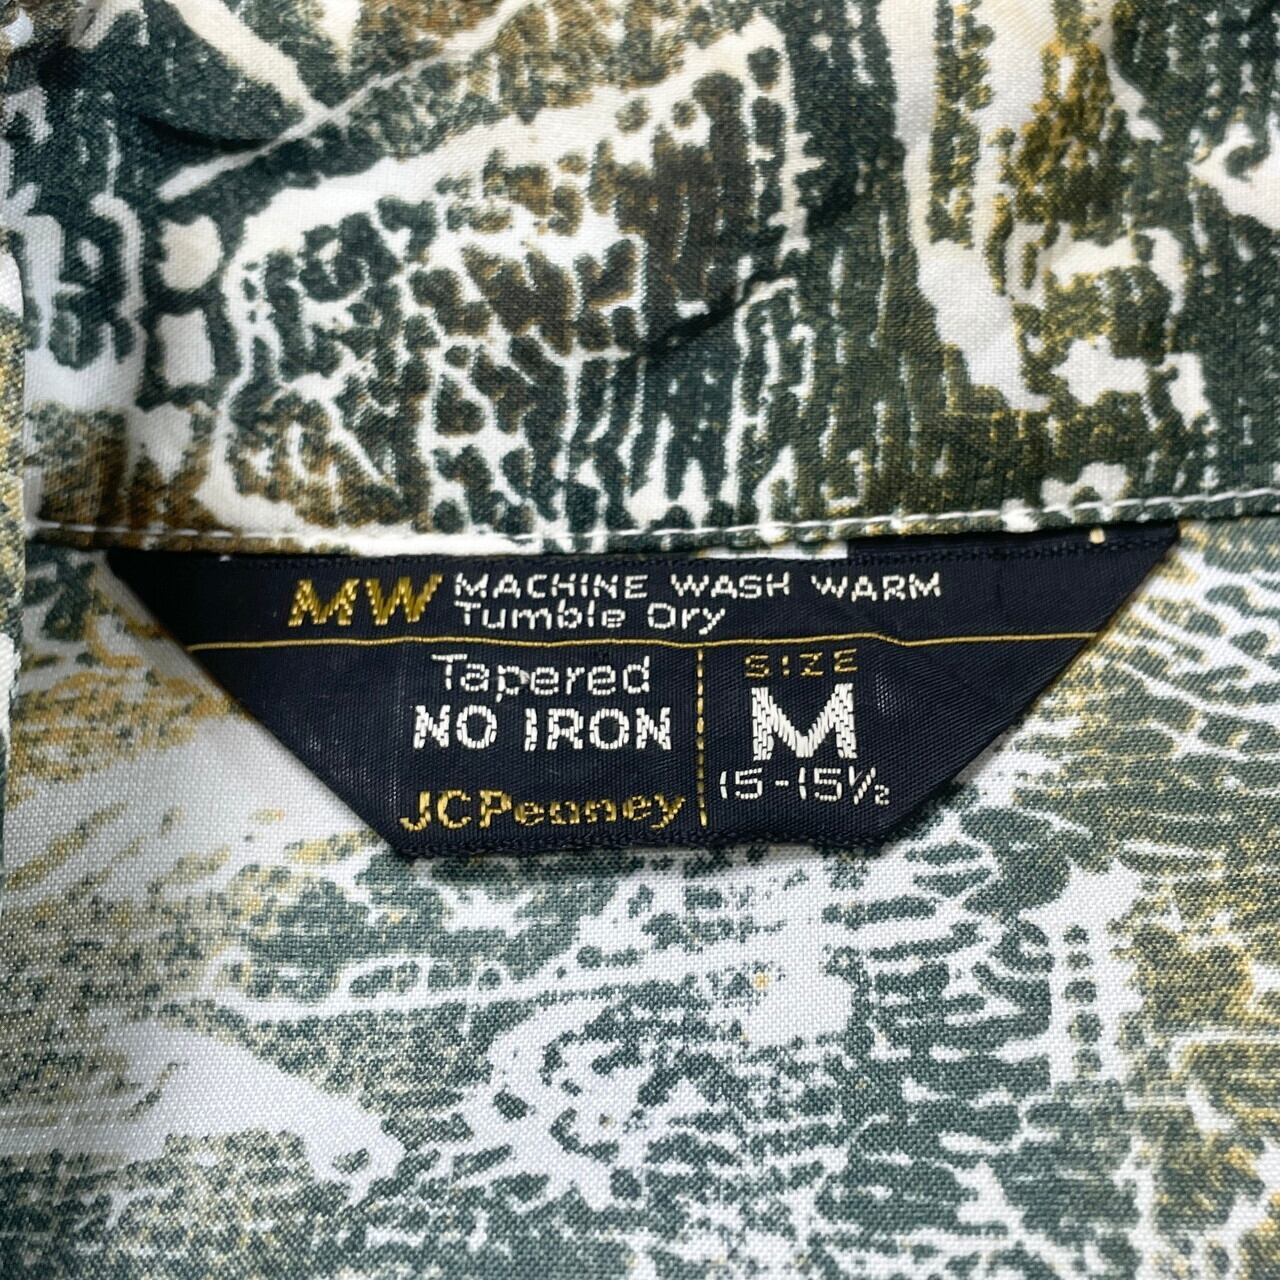 MW MACHINE WASH WARM
Tumble Dry
Tapered
NO IRON
JCPenney
SIZE
M
15-15½